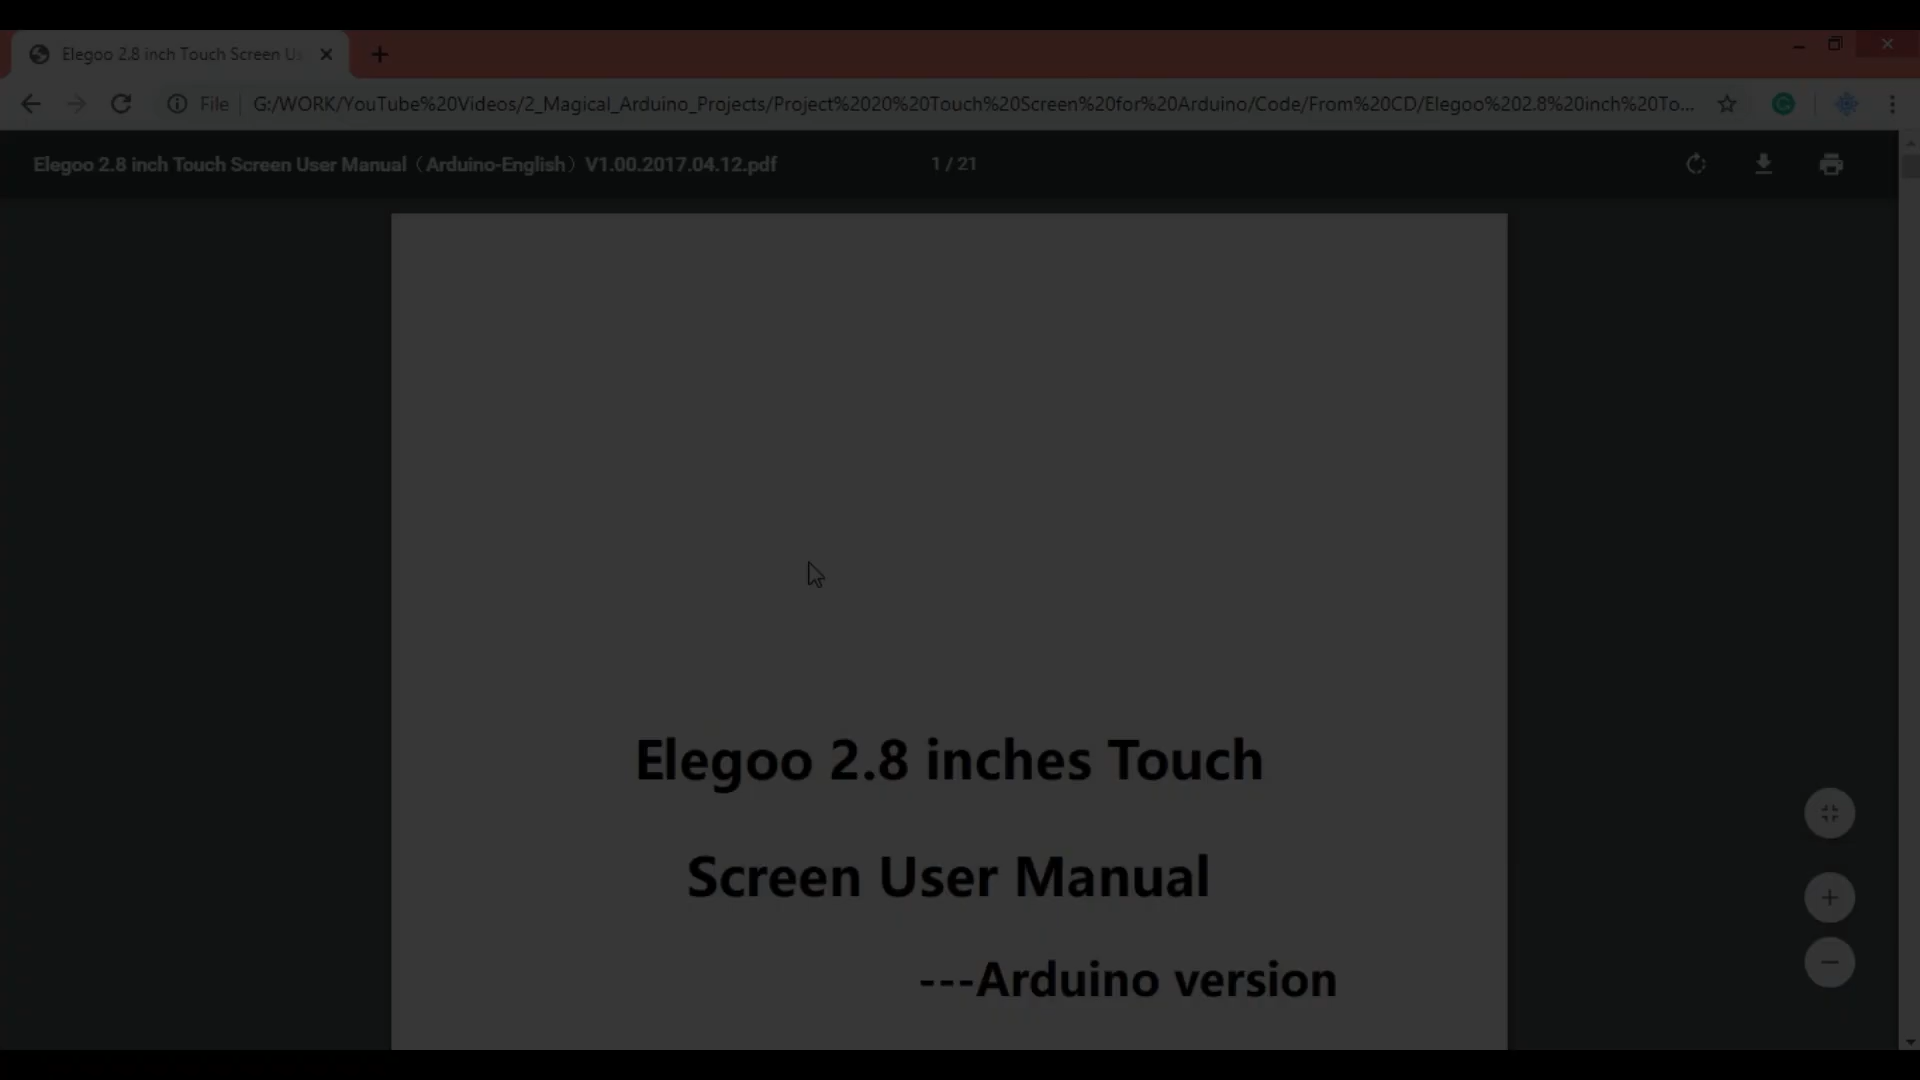 Elegoo 2.8 inch Touch Screen Us
File G:/WORK/YouTube%20Videos/2_Magical_Arduino_Projects/Project%2020%20Touch%20Screen%20for%20Arduino/Code/From%20CD/Elegoo%202.8%20inch%20To...
Elegoo 2.8 inch Touch Screen User Manual（Arduino-English）V1.00.2017.04.12.pdf 1 / 21
Elegoo 2.8 inches Touch
Screen User Manual
---Arduino version